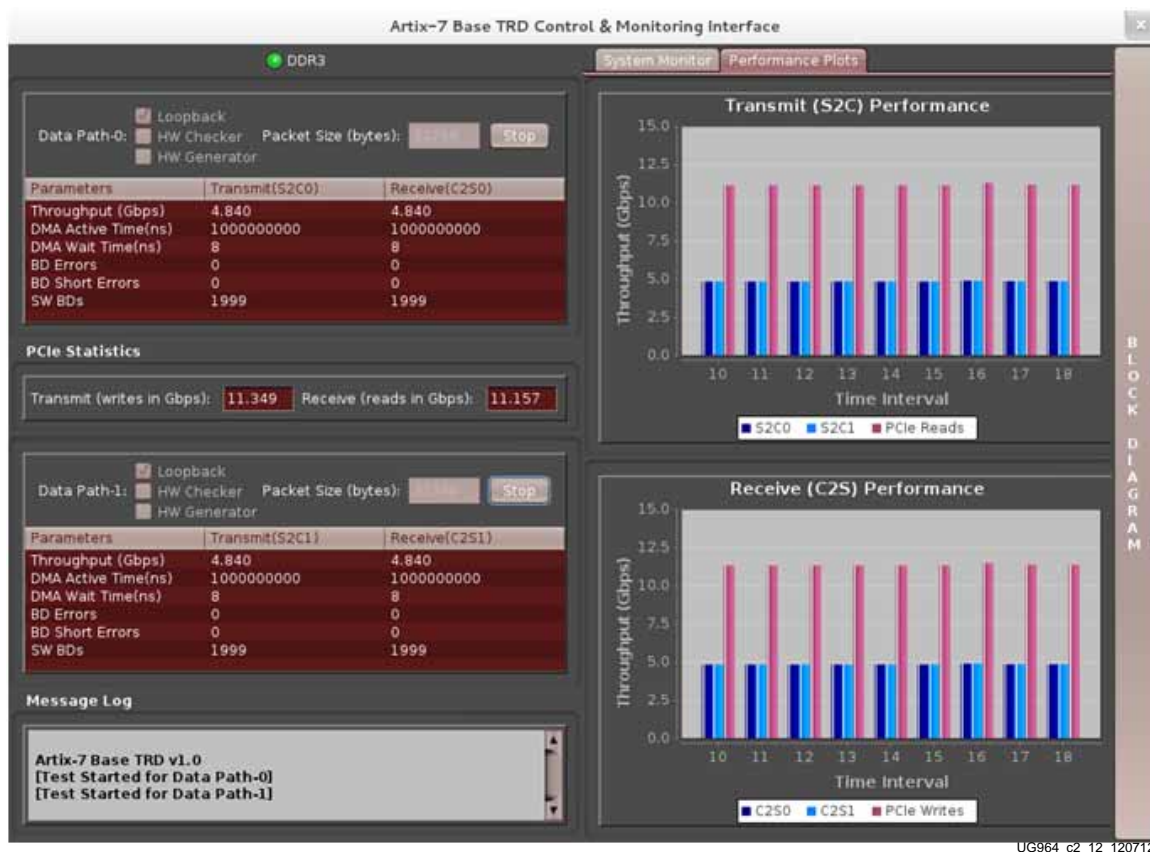 Artix-7 Base TRD Control & Monitoring Interface
x
DDR3
Loopback
Data Path-0: HW Checker Packet Size (bytes): Stop
HW Generator
Parameters Transmit(S2C0) Receive(C2S0)
Throughput (Gbps) 4.840 4.840
DMA Active Time(ns) 1000000000 1000000000
DMA Wait Time(ns) 8 8
BD Errors 0 0
BD Short Errors 0 0
SW BDs 1999 1999
PCIe Statistics
Transmit (writes in Gbps): 11.349 Receive (reads in Gbps): 11.157
Loopback
Data Path-1: HW Checker Packet Size (bytes): Stop
HW Generator
Parameters Transmit(S2C1) Receive(C2S1)
Throughput (Gbps) 4.840 4.840
DMA Active Time(ns) 1000000000 1000000000
DMA Wait Time(ns) 8 8
BD Errors 0 0
BD Short Errors 0 0
SW BDs 1999 1999
Message Log
Artix-7 Base TRD v1.0
[Test Started for Data Path-0]
[Test Started for Data Path-1]
System Monitor Performance Plots
Transmit (S2C) Performance
Throughput (Gbps)
15.0
12.5
10.0
7.5
5.0
2.5
0.0
10 11 12 13 14 15 16 17 18
Time Interval
S2C0 S2C1 PCIe Reads
Receive (C2S) Performance
Throughput (Gbps)
15.0
12.5
10.0
7.5
5.0
2.5
0.0
10 11 12 13 14 15 16 17 18
Time Interval
C2S0 C2S1 PCIe Writes
BLOCK DIAGRAM
UG964_c2_12_120712